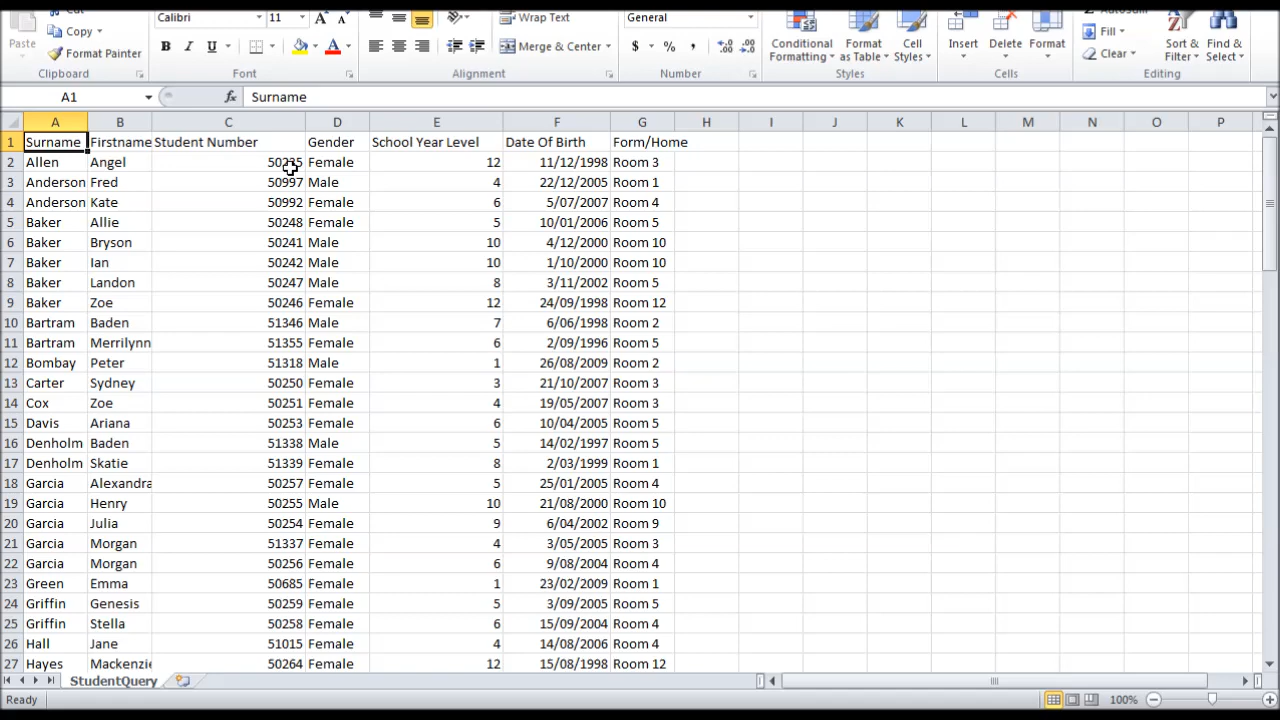 Calibri 11 A A Wrap Text General
Paste Copy Fill
Format Painter B I U Merge & Center $ % , Conditional Formatting Format as Table Cell Styles Insert Delete Format Clear Sort & Filter Find & Select
Clipboard Font Alignment Number Styles Cells Editing
A1 fx Surname
A B C D E F G H I J K L M N O P
1 Surname Firstname Student Number Gender School Year Level Date Of Birth Form/Home
2 Allen Angel 50235 Female 12 11/12/1998 Room 3
3 Anderson Fred 50997 Male 4 22/12/2005 Room 1
4 Anderson Kate 50992 Female 6 5/07/2007 Room 4
5 Baker Allie 50248 Female 5 10/01/2006 Room 5
6 Baker Bryson 50241 Male 10 4/12/2000 Room 10
7 Baker Ian 50242 Male 10 1/10/2000 Room 10
8 Baker Landon 50247 Male 8 3/11/2002 Room 5
9 Baker Zoe 50246 Female 12 24/09/1998 Room 12
10 Bartram Baden 51346 Male 7 6/06/1998 Room 2
11 Bartram Merrilynn 51355 Female 6 2/09/1996 Room 5
12 Bombay Peter 51318 Male 1 26/08/2009 Room 2
13 Carter Sydney 50250 Female 3 21/10/2007 Room 3
14 Cox Zoe 50251 Female 4 19/05/2007 Room 3
15 Davis Ariana 50253 Female 6 10/04/2005 Room 5
16 Denholm Baden 51338 Male 5 14/02/1997 Room 5
17 Denholm Skatie 51339 Female 8 2/03/1999 Room 1
18 Garcia Alexandra 50257 Female 5 25/01/2005 Room 4
19 Garcia Henry 50255 Male 10 21/08/2000 Room 10
20 Garcia Julia 50254 Female 9 6/04/2002 Room 9
21 Garcia Morgan 51337 Female 4 3/05/2005 Room 3
22 Garcia Morgan 50256 Female 6 9/08/2004 Room 4
23 Green Emma 50685 Female 1 23/02/2009 Room 1
24 Griffin Genesis 50259 Female 5 3/09/2005 Room 5
25 Griffin Stella 50258 Female 6 15/09/2004 Room 4
26 Hall Jane 51015 Female 4 14/08/2006 Room 4
27 Hayes Mackenzie 50264 Female 12 15/08/1998 Room 12
StudentQuery
Ready 100%